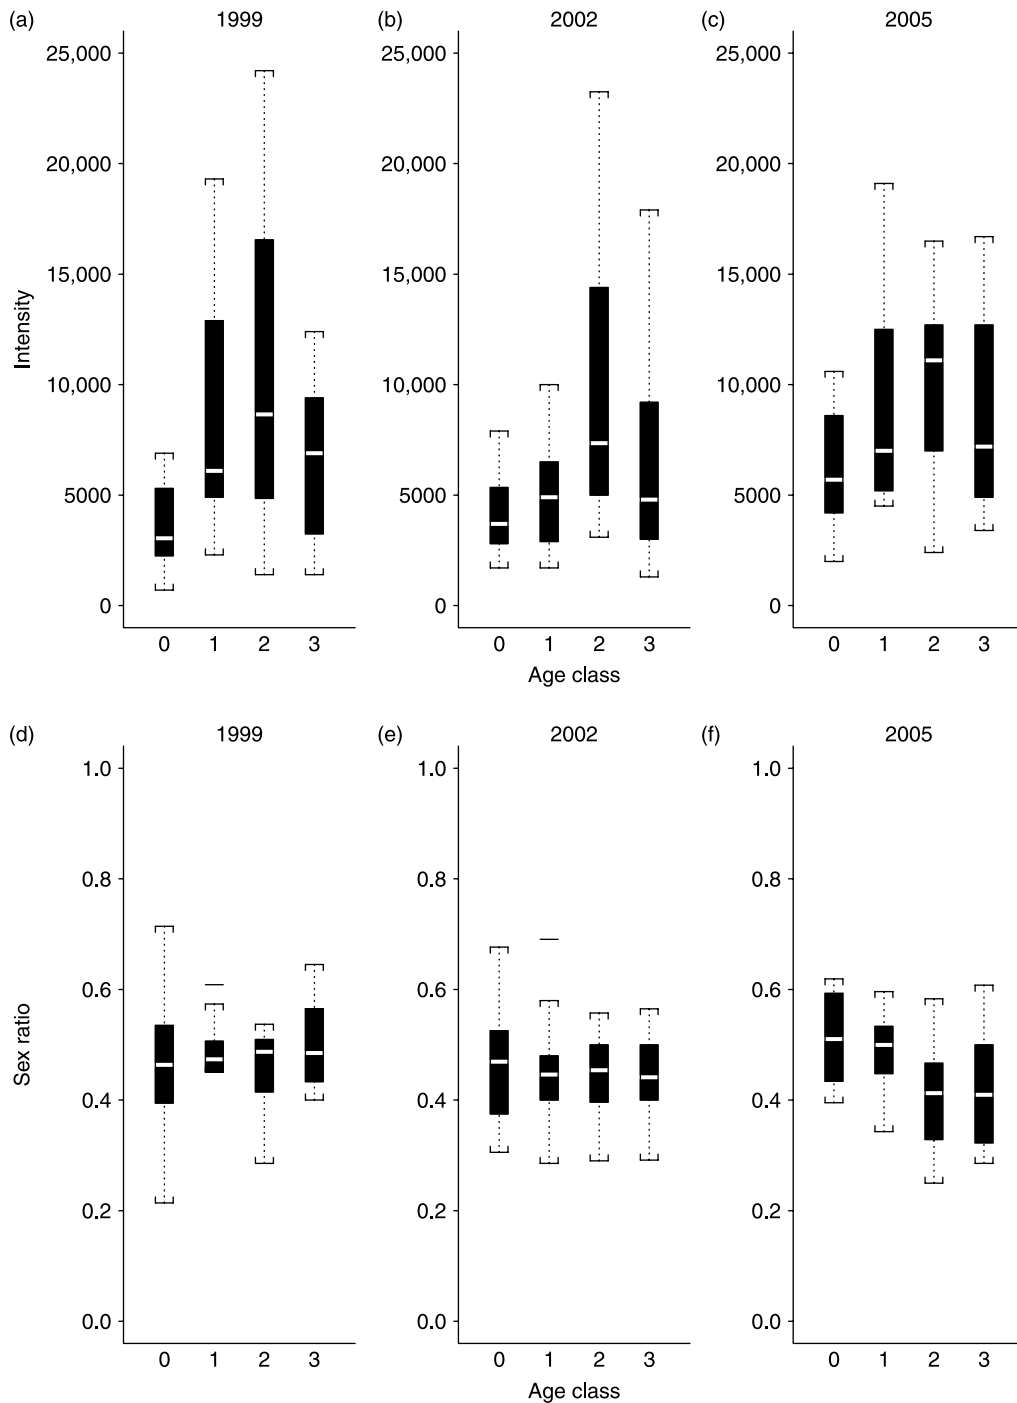 (a) 1999 (b) 2002 (c) 2005
25,000 25,000 25,000
20,000 20,000 20,000
15,000 15,000 15,000
Intensity
10,000 10,000 10,000
5000 5000 5000
0 0 0
0 1 2 3 0 1 2 3 0 1 2 3
Age class
(d) 1999 (e) 2002 (f) 2005
1.0 1.0 1.0
0.8 0.8 0.8
0.6 0.6 0.6
Sex ratio
0.4 0.4 0.4
0.2 0.2 0.2
0.0 0.0 0.0
0 1 2 3 0 1 2 3 0 1 2 3
Age class